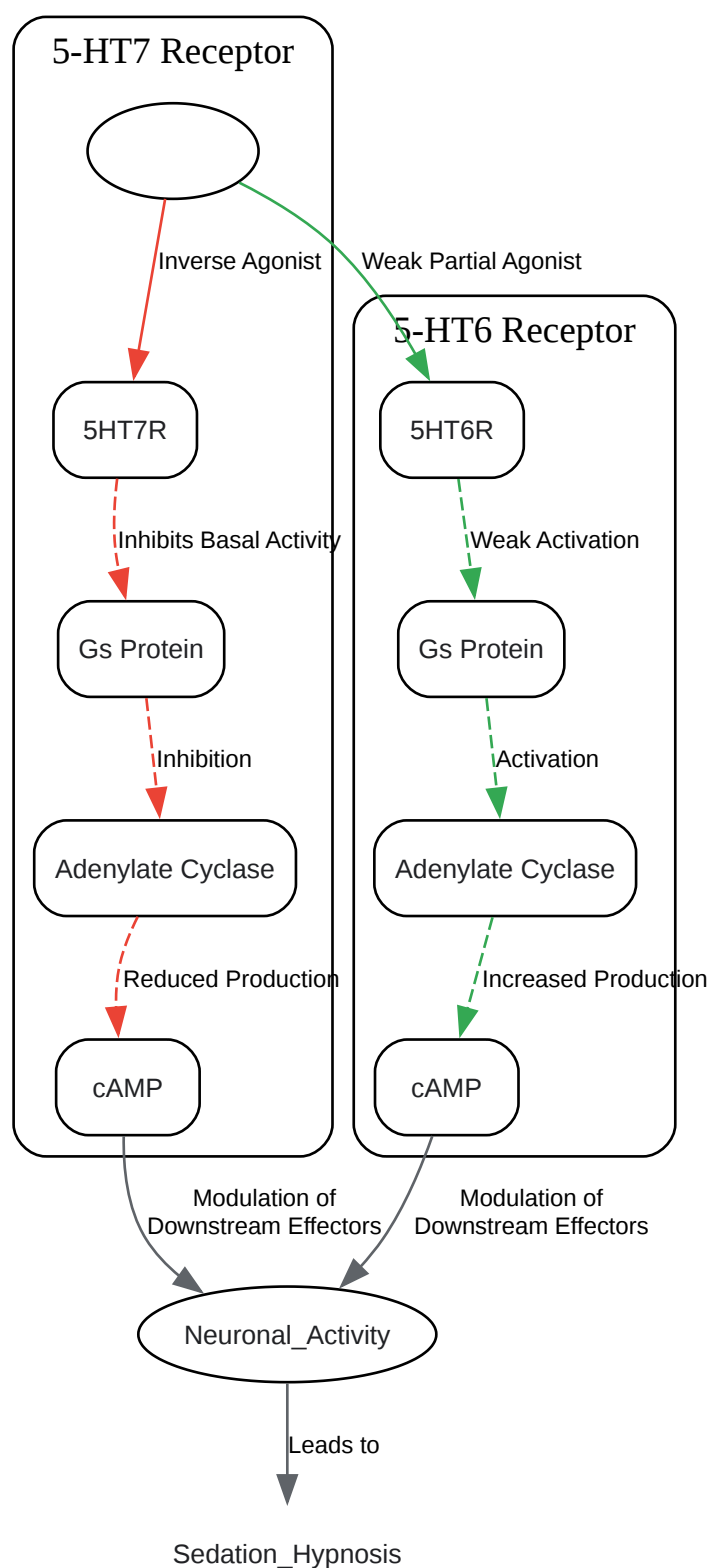 5-HT7 Receptor
Inverse Agonist
Weak Partial Agonist
5-HT6 Receptor
5HT7R
5HT6R
Inhibits Basal Activity
Weak Activation
Gs Protein
Gs Protein
Inhibition
Activation
Adenylate Cyclase
Adenylate Cyclase
Reduced Production
Increased Production
cAMP
cAMP
Modulation of
Downstream Effectors
Modulation of
Downstream Effectors
Neuronal_Activity
Leads to
Sedation_Hypnosis